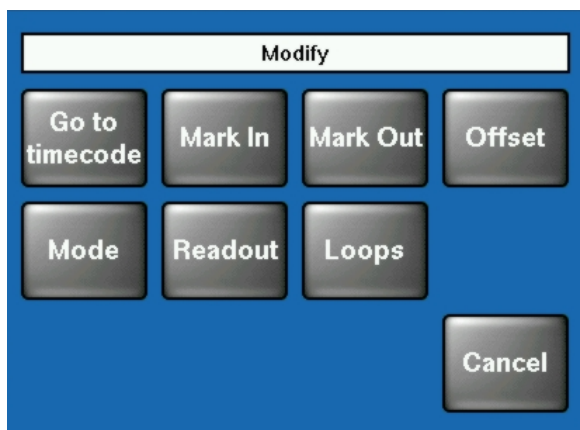 Modify
Go to
timecode
Mark In
Mark Out
Offset
Mode
Readout
Loops
Cancel